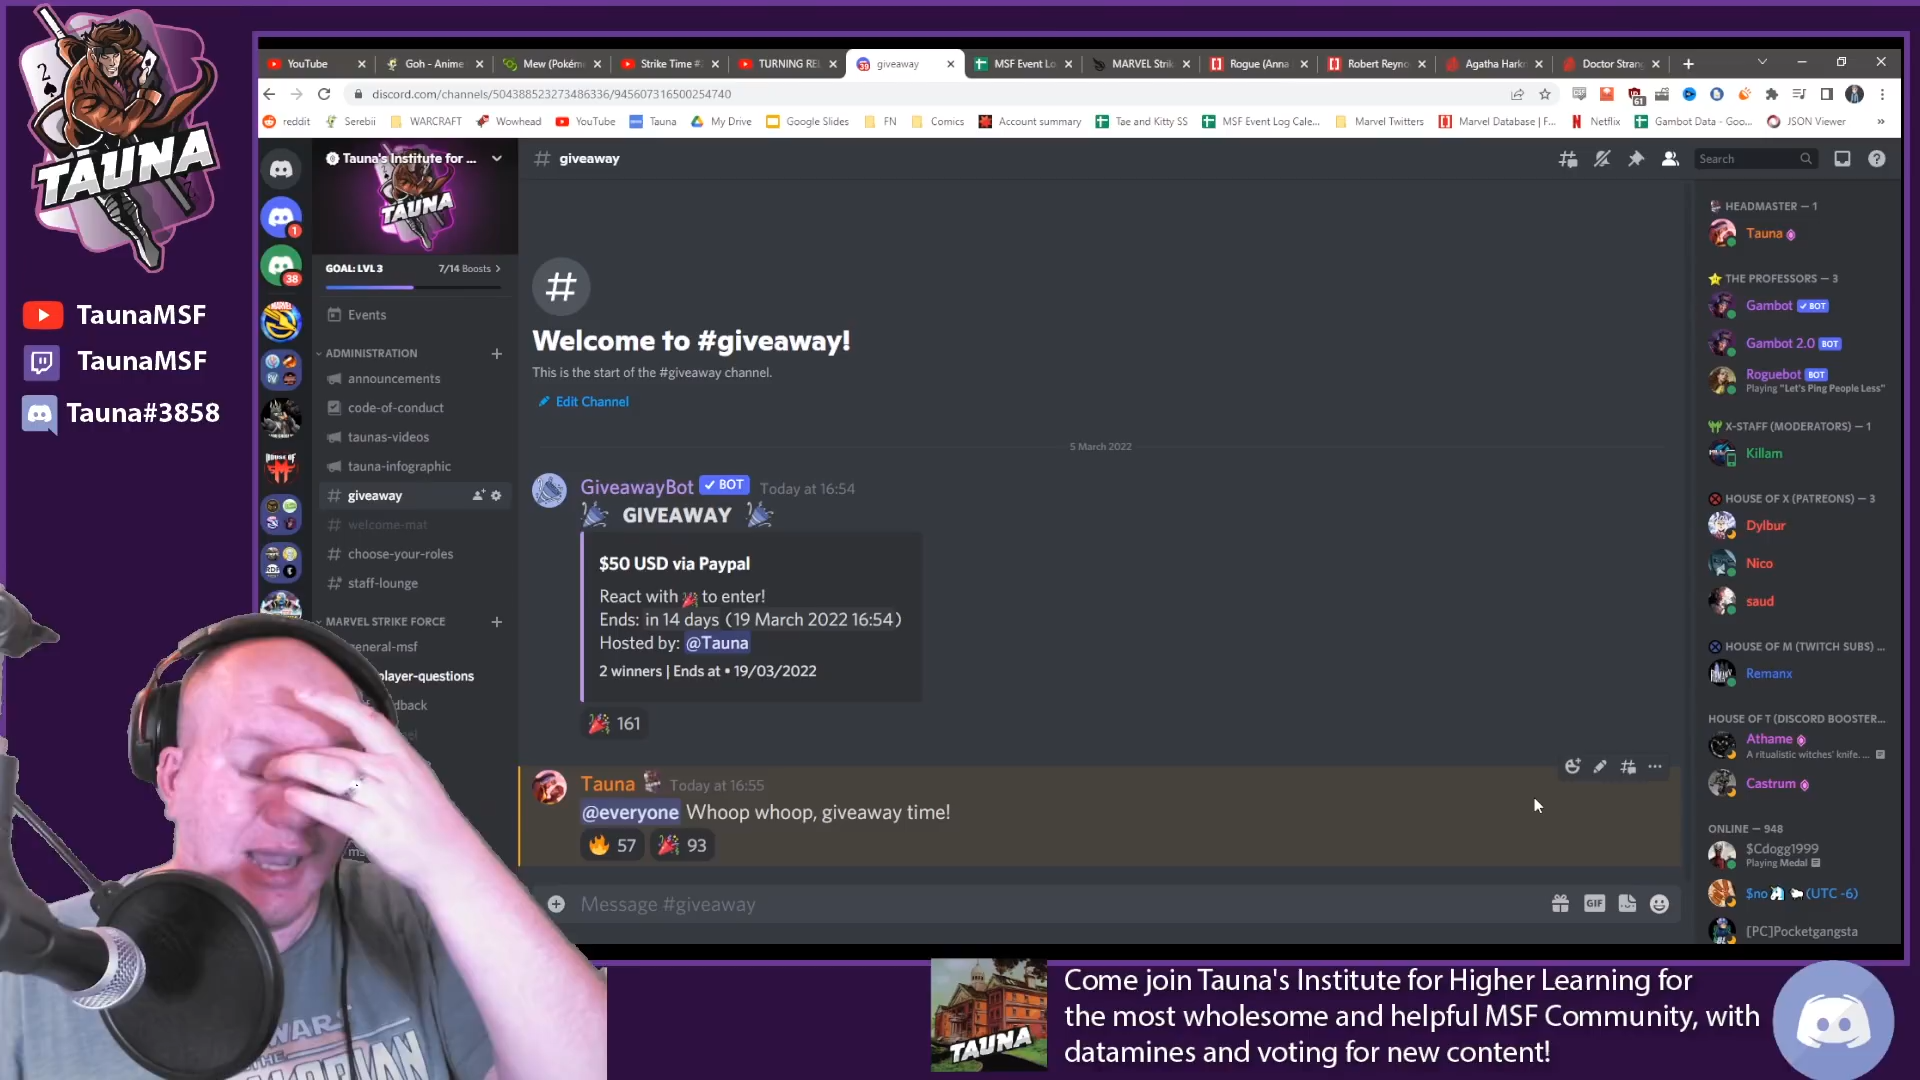 TAUNA
TaunaMSF
TaunaMSF
Tauna#3858
YouTube
Goh - Anime
Mew (Pokém
Strike Time #
TURNING RE
giveaway
MSF Event Lo
MARVEL Strik
Rogue (Anna
Robert Reyno
Agatha Harkn
Doctor Strang
discord.com/channels/504388523273486336/945607316500254740
61
reddit
Serebii
WARCRAFT
Wowhead
YouTube
Tauna
My Drive
Google Slides
FN
Comics
Account summary
Tae and Kitty SS
MSF Event Log Cale...
Marvel Twitters
Marvel Database | F...
Netflix
Gambot Data - Goo...
JSON Viewer
1
38
Tauna's Institute for ...
TAUNA
GOAL: LVL 3
7/14 Boosts
Events
ADMINISTRATION
announcements
code-of-conduct
taunas-videos
tauna-infographic
giveaway
welcome-mat
choose-your-roles
staff-lounge
MARVEL STRIKE FORCE
eneral-msf
layer-questions
dback
# giveaway
Search
Welcome to #giveaway!
This is the start of the #giveaway channel.
Edit Channel
5 March 2022
GiveawayBot BOT Today at 16:54
GIVEAWAY
$50 USD via Paypal
React with to enter!
Ends: in 14 days (19 March 2022 16:54)
Hosted by: @Tauna
2 winners | Ends at • 19/03/2022
161
Tauna Today at 16:55
@everyone Whoop whoop, giveaway time!
57 93
Message #giveaway
GIF
HEADMASTER — 1
Tauna
THE PROFESSORS — 3
Gambot BOT
Gambot 2.0 BOT
Roguebot BOT
Playing "Let's Ping People Less"
X-STAFF (MODERATORS) — 1
Killam
HOUSE OF X (PATREONS) — 3
Dylbur
Nico
saud
HOUSE OF M (TWITCH SUBS) ...
Remanx
HOUSE OF T (DISCORD BOOSTER...
Athame
A ritualistic witches' knife. ...
Castrum
ONLINE — 948
$Cdogg1999
Playing Medal
$no (UTC -6)
[PC]Pocketgangsta
TAUNA
Come join Tauna's Institute for Higher Learning for
the most wholesome and helpful MSF Community, with
datamines and voting for new content!